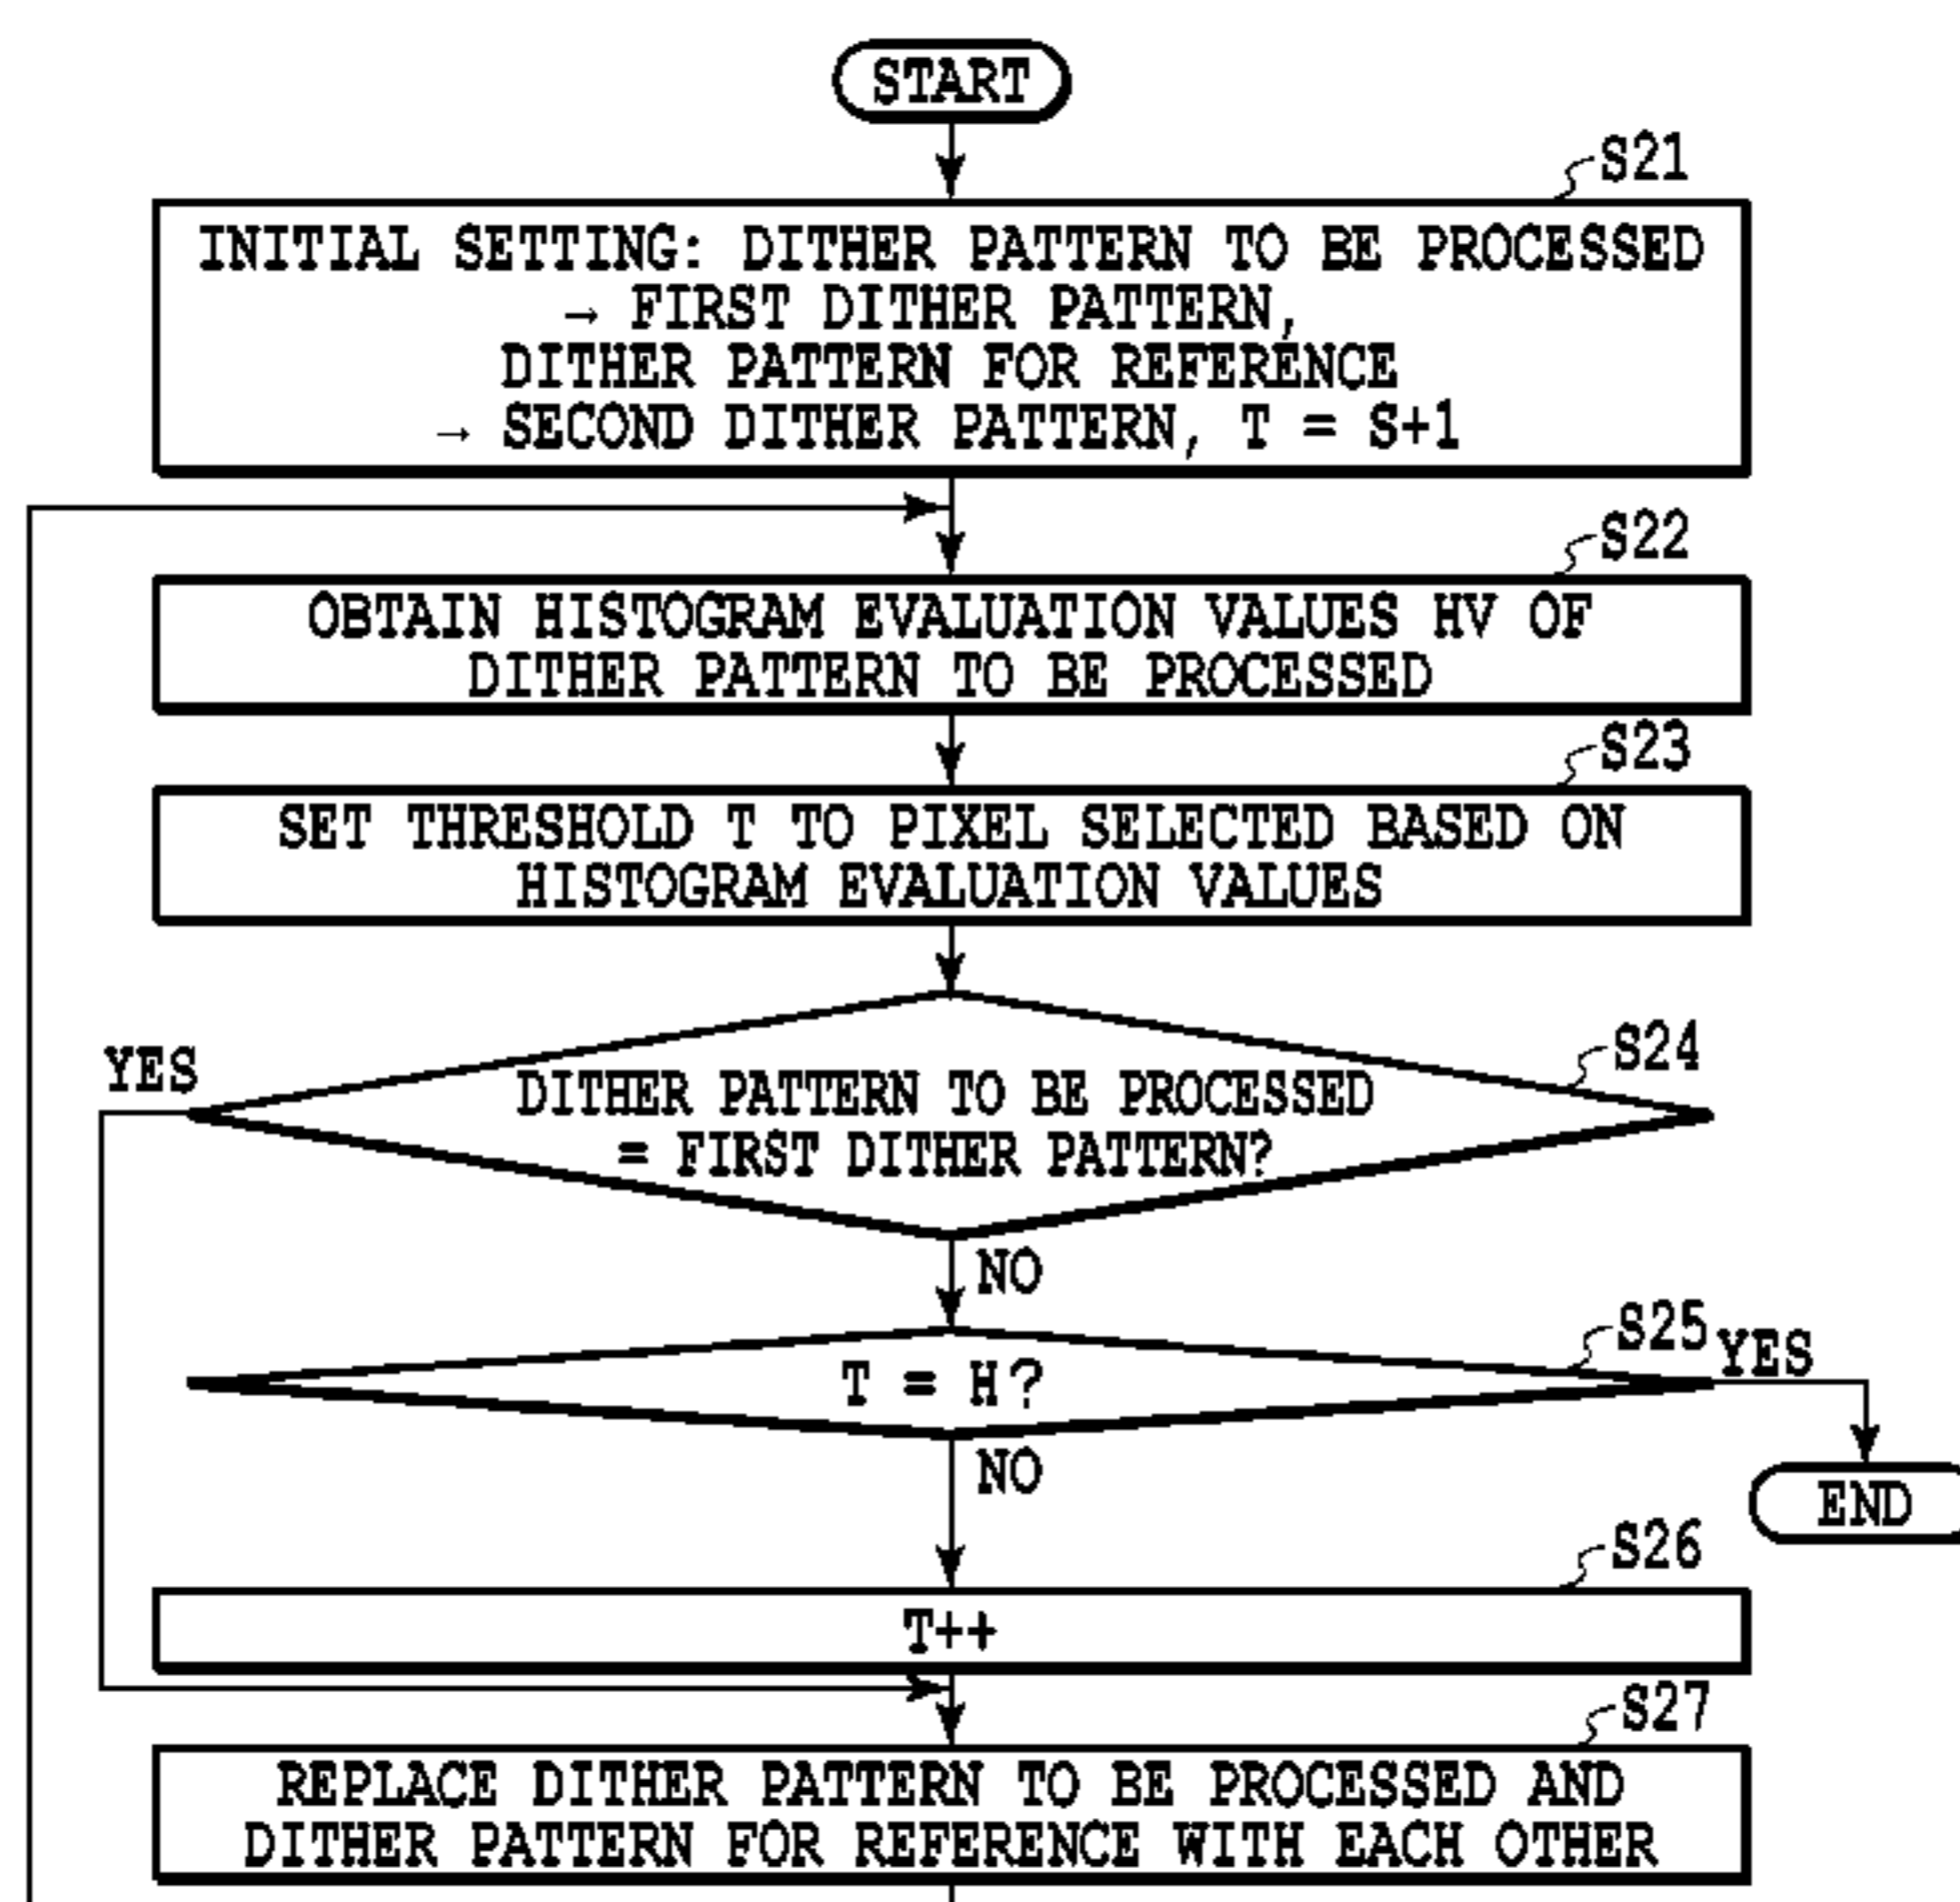 START
S21
INITIAL SETTING: DITHER PATTERN TO BE PROCESSED
→ FIRST DITHER PATTERN,
DITHER PATTERN FOR REFERENCE
→ SECOND DITHER PATTERN, T = S+1
S22
OBTAIN HISTOGRAM EVALUATION VALUES HV OF
DITHER PATTERN TO BE PROCESSED
S23
SET THRESHOLD T TO PIXEL SELECTED BASED ON
HISTOGRAM EVALUATION VALUES
S24
YES
DITHER PATTERN TO BE PROCESSED
= FIRST DITHER PATTERN?
NO
S25
YES
T = H?
NO
END
S26
T++
S27
REPLACE DITHER PATTERN TO BE PROCESSED AND
DITHER PATTERN FOR REFERENCE WITH EACH OTHER